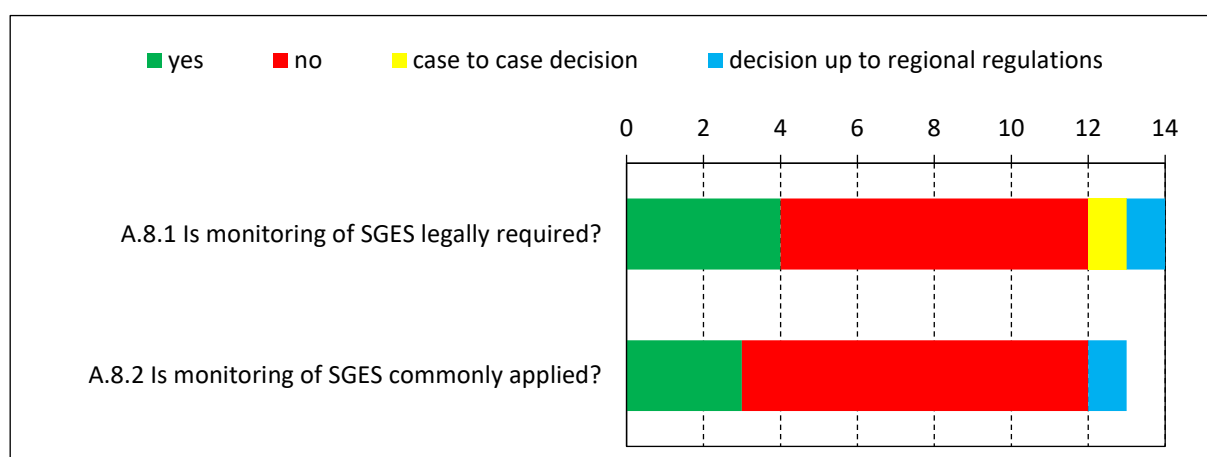 yes no case to case decision decision up to regional regulations
0 2 4 6 8 10 12 14
A.8.1 Is monitoring of SGES legally required?
A.8.2 Is monitoring of SGES commonly applied?